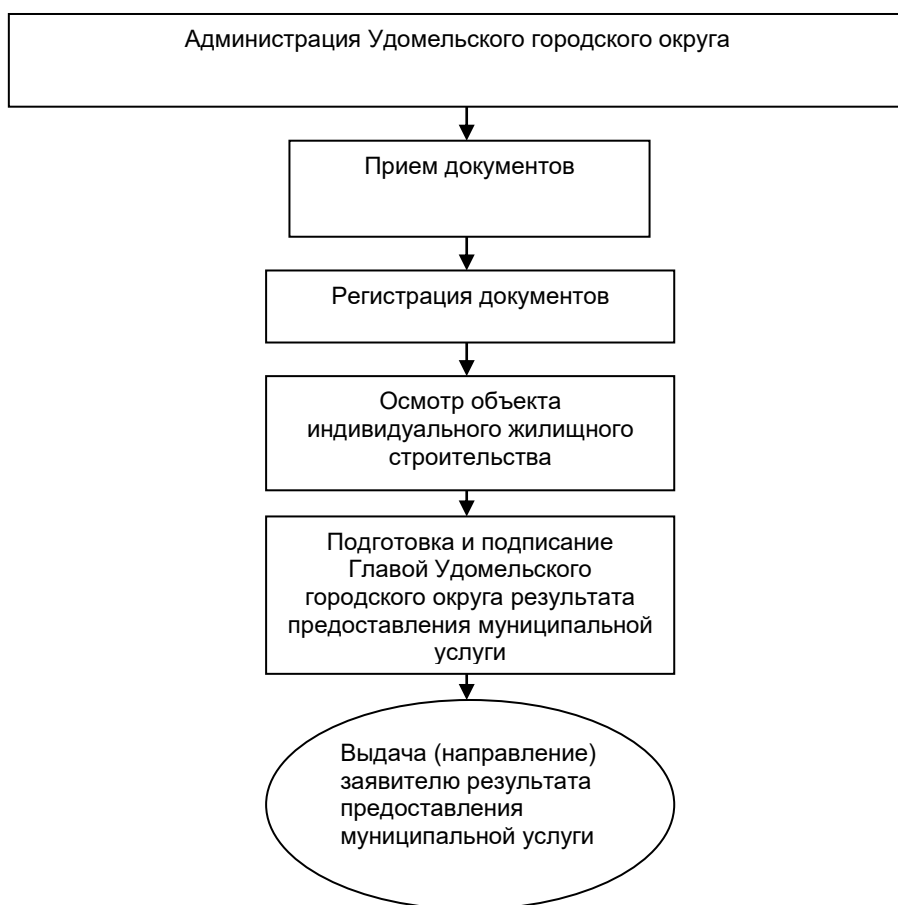 Администрация Удомельского городского округа
Прием документов
Регистрация документов
Осмотр объекта
индивидуального жилищного
строительства
Подготовка и подписание
Главой Удомельского
городского округа результата
предоставления муниципальной
услуги
Выдача (направление)
заявителю результата
предоставления
муниципальной услуги